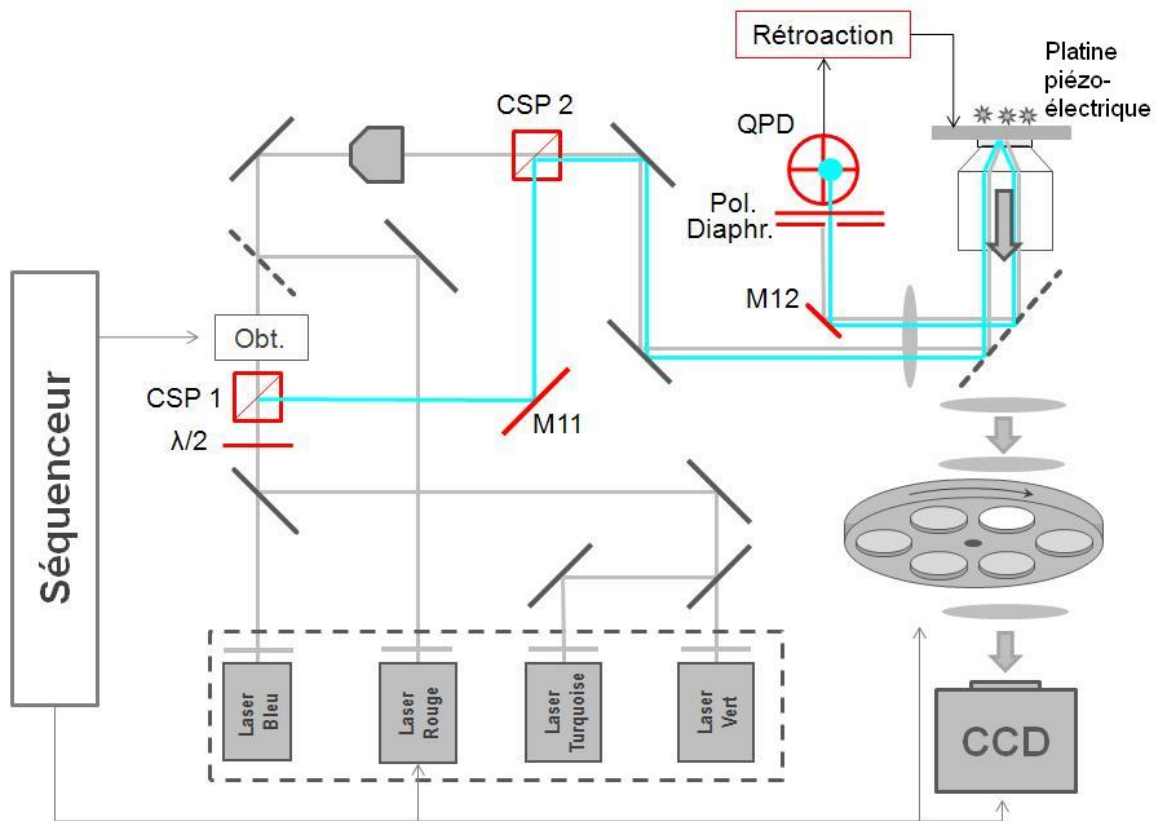 Rétroaction
Platine
piézo-
électrique
CSP 2
QPD
Pol.
Diaphr.
M12
Séquenceur
Obt.
CSP 1
M11
λ/2
Laser
Bleu
Laser
Rouge
Laser
Turquoise
Laser
Vert
CCD